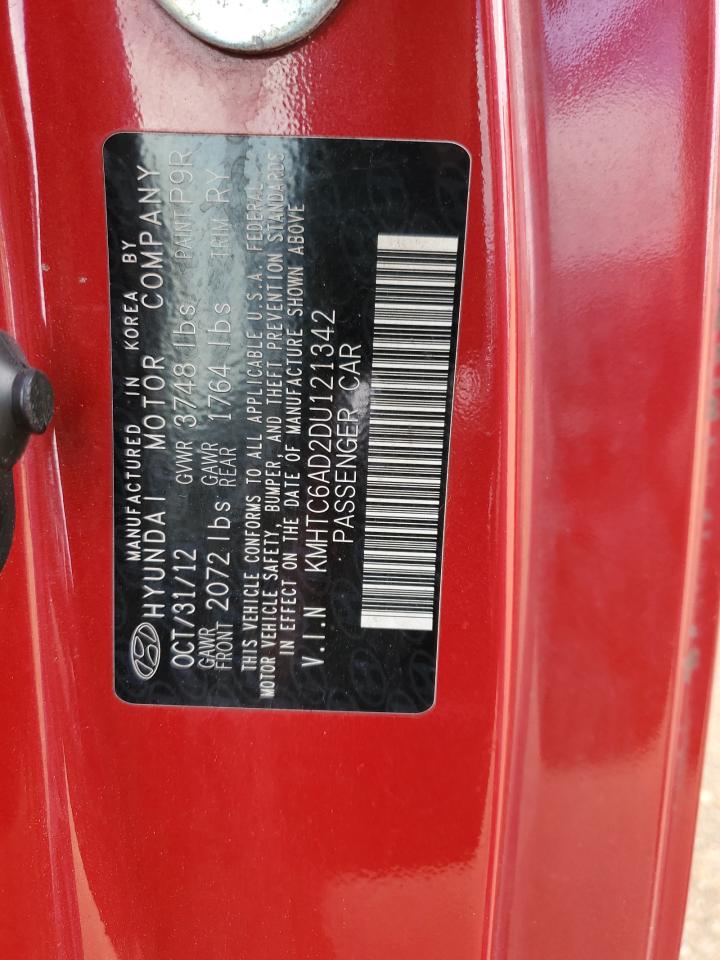 MANUFACTURED IN KOREA BY
HYUNDAI MOTOR COMPANY
OCT/31/12 GVWR 3748 lbs PAINT P9R
GAWR FRONT 2072 lbs GAWR REAR 1764 lbs TRIM RY
THIS VEHICLE CONFORMS TO ALL APPLICABLE U.S.A. FEDERAL
MOTOR VEHICLE SAFETY, BUMPER, AND THEFT PREVENTION STANDARDS
IN EFFECT ON THE DATE OF MANUFACTURE SHOWN ABOVE
V.I.N KMHTC6AD2DU121342
PASSENGER CAR